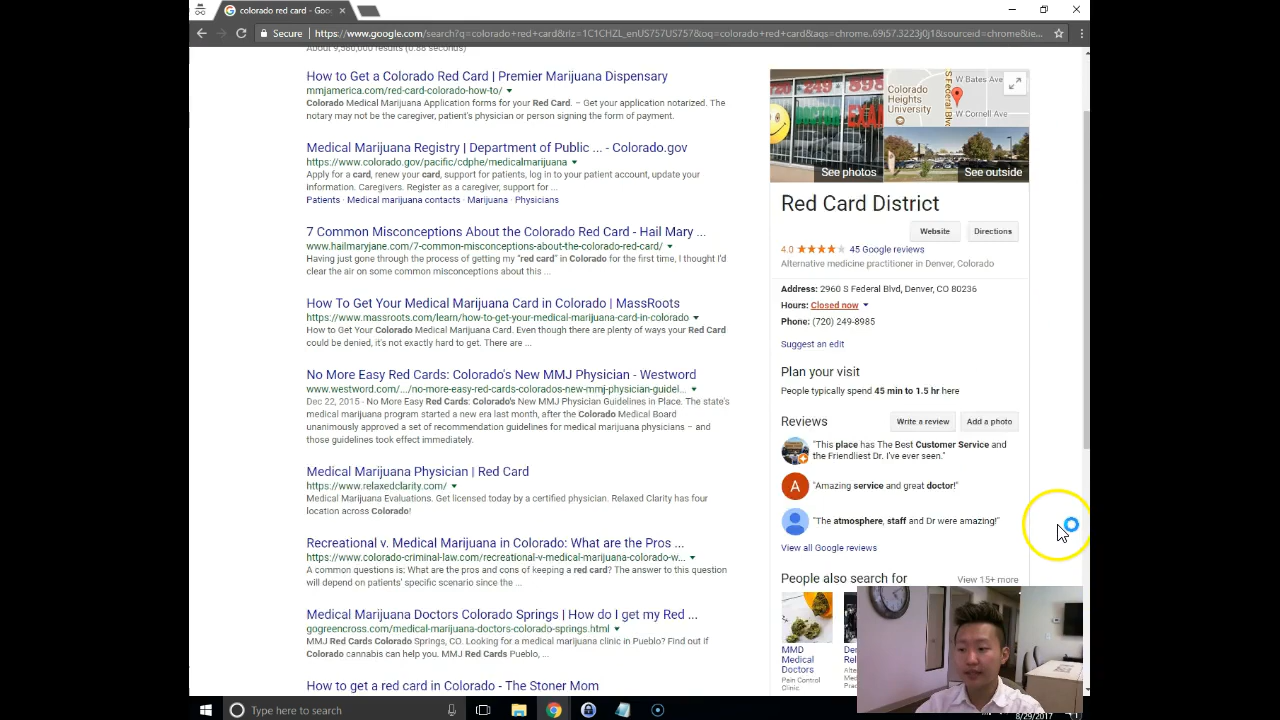 colorado red card - Goo
Secure
https://www.google.com/search?q=colorado+red+card&rlz=1C1CHZL_enUS757US757&oq=colorado+red+card&aqs=chrome..69i57.3223j0j1&sourceid=chrome&ie...
About 9,580,000 results (0.88 seconds)
How to Get a Colorado Red Card | Premier Marijuana Dispensary
mmjamerica.com/red-card-colorado-how-to/
Colorado Medical Marijuana Application forms for your Red Card. – Get your application notarized. The
notary may not be the caregiver, patient's physician or person signing the form of payment.
Medical Marijuana Registry | Department of Public ... - Colorado.gov
https://www.colorado.gov/pacific/cdphe/medicalmarijuana
Apply for a card, renew your card, support for patients, log in to your patient account, update your
information. Caregivers. Register as a caregiver, support for ...
Patients · Medical marijuana contacts · Marijuana · Physicians
7 Common Misconceptions About the Colorado Red Card - Hail Mary ...
www.hailmaryjane.com/7-common-misconceptions-about-the-colorado-red-card/
Having just gone through the process of getting my "red card" in Colorado for the first time, I thought I'd
clear the air on some common misconceptions about this ...
How To Get Your Medical Marijuana Card in Colorado | MassRoots
https://www.massroots.com/learn/how-to-get-your-medical-marijuana-card-in-colorado
How to Get Your Colorado Medical Marijuana Card. Even though there are plenty of ways your Red Card
could be denied, it's not exactly hard to get. There are ...
No More Easy Red Cards: Colorado's New MMJ Physician - Westword
www.westword.com/.../no-more-easy-red-cards-colorados-new-mmj-physician-guidel...
Dec 22, 2015 - No More Easy Red Cards: Colorado's New MMJ Physician Guidelines in Place. The state's
medical marijuana program started a new era last month, after the Colorado Medical Board
unanimously approved a set of recommendation guidelines for medical marijuana physicians – and
those guidelines took effect immediately.
Medical Marijuana Physician | Red Card
https://www.relaxedclarity.com/
Medical Marijuana Evaluations. Get licensed today by a certified physician. Relaxed Clarity has four
location across Colorado!
Recreational v. Medical Marijuana in Colorado: What are the Pros ...
https://www.colorado-criminal-law.com/recreational-v-medical-marijuana-colorado-w...
A common questions is: What are the pros and cons of keeping a red card? The answer to this question
will depend on patients' specific scenario since the ...
Medical Marijuana Doctors Colorado Springs | How do I get my Red ...
gogreencross.com/medical-marijuana-doctors-colorado-springs.html
MMJ Red Cards Colorado Springs, CO. Looking for a medical marijuana clinic in Pueblo? Find out If
Colorado cannabis can help you. MMJ Red Cards Pueblo, ...
How to get a red card in Colorado - The Stoner Mom
DOCTOR
Colorado
Heights
University
S Federal Blvd
W Bates Ave
W Cornell Ave
See photos
See outside
Red Card District
Website
Directions
4.0
45 Google reviews
Alternative medicine practitioner in Denver, Colorado
Address: 2960 S Federal Blvd, Denver, CO 80236
Hours: Closed now
Phone: (720) 249-8985
Suggest an edit
Plan your visit
People typically spend 45 min to 1.5 hr here
Reviews
Write a review
Add a photo
"This place has The Best Customer Service and
the Friendliest Dr. I've ever seen."
A
"Amazing service and great doctor!"
"The atmosphere, staff and Dr were amazing!"
View all Google reviews
People also search for
View 15+ more
MMD
Medical
Doctors
Pain Control
Clinic
Type here to search
8/29/2017